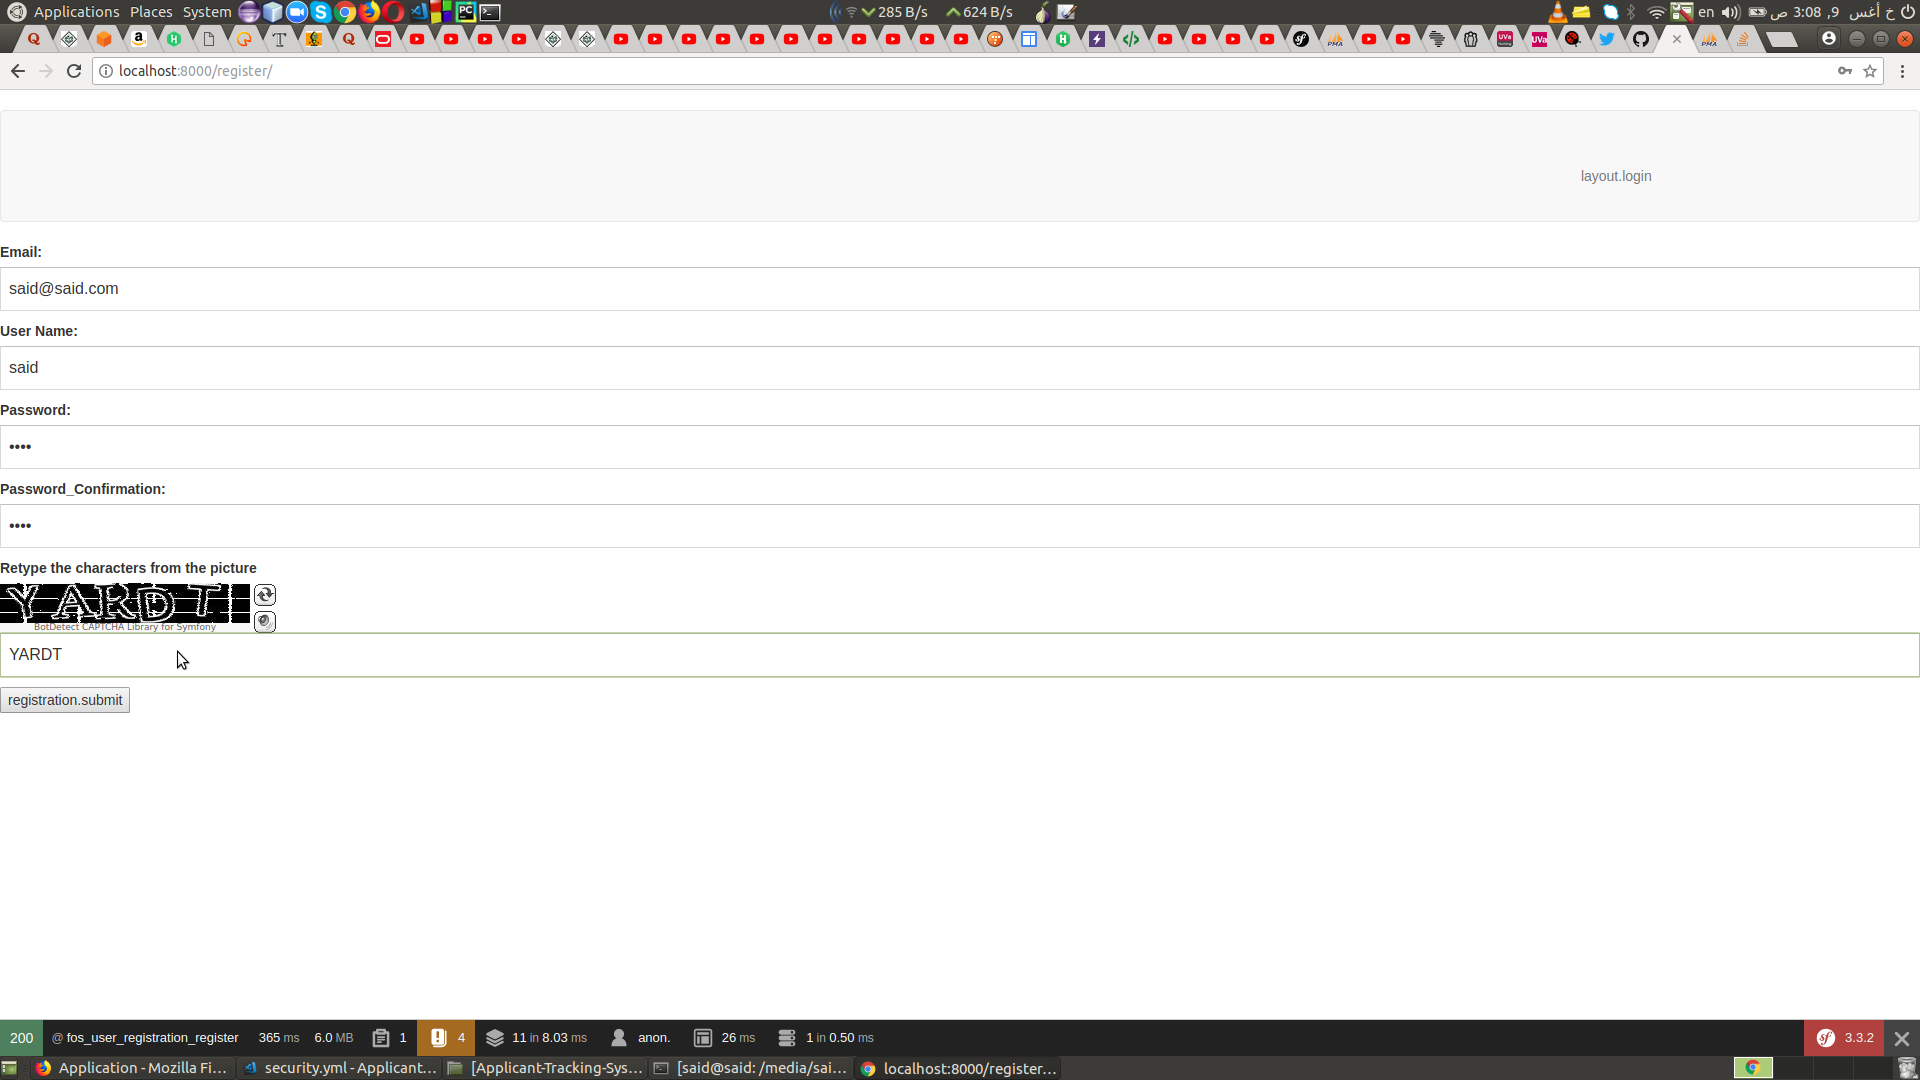 Applications Places System 285 B/s 624 B/s en خ أغس 9, 3:08 ص
localhost:8000/register/
layout.login
Email:
said@said.com
User Name:
said
Password:
••••
Password_Confirmation:
••••
Retype the characters from the picture
YARDT
BotDetect CAPTCHA Library for Symfony
YARDT
registration.submit
200 @ fos_user_registration_register 365 ms 6.0 MB 1 4 11 in 8.03 ms anon. 26 ms 1 in 0.50 ms 3.3.2
Application - Mozilla Fi... security.yml - Applicant... [Applicant-Tracking-Sys... [said@said: /media/sai... localhost:8000/register...